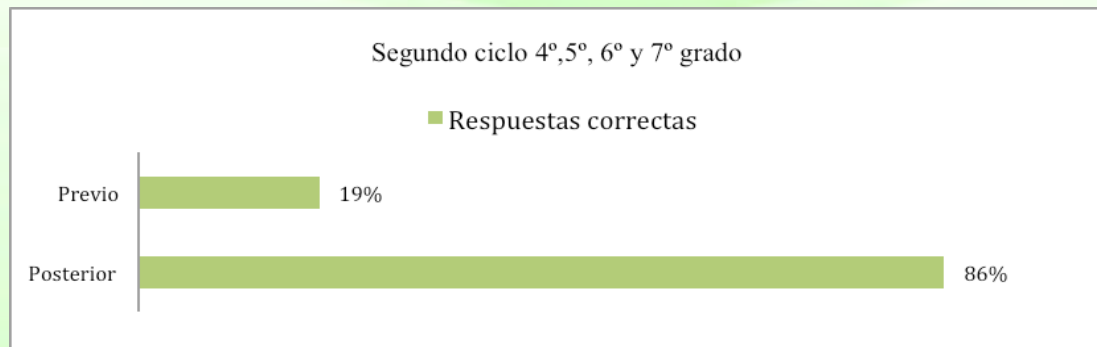 Segundo ciclo 4º,5º, 6º y 7º grado
Respuestas correctas
Previo 19%
Posterior 86%